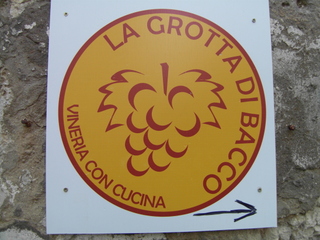 LA GROTTA DI BACCO
VINERIA CON CUCINA